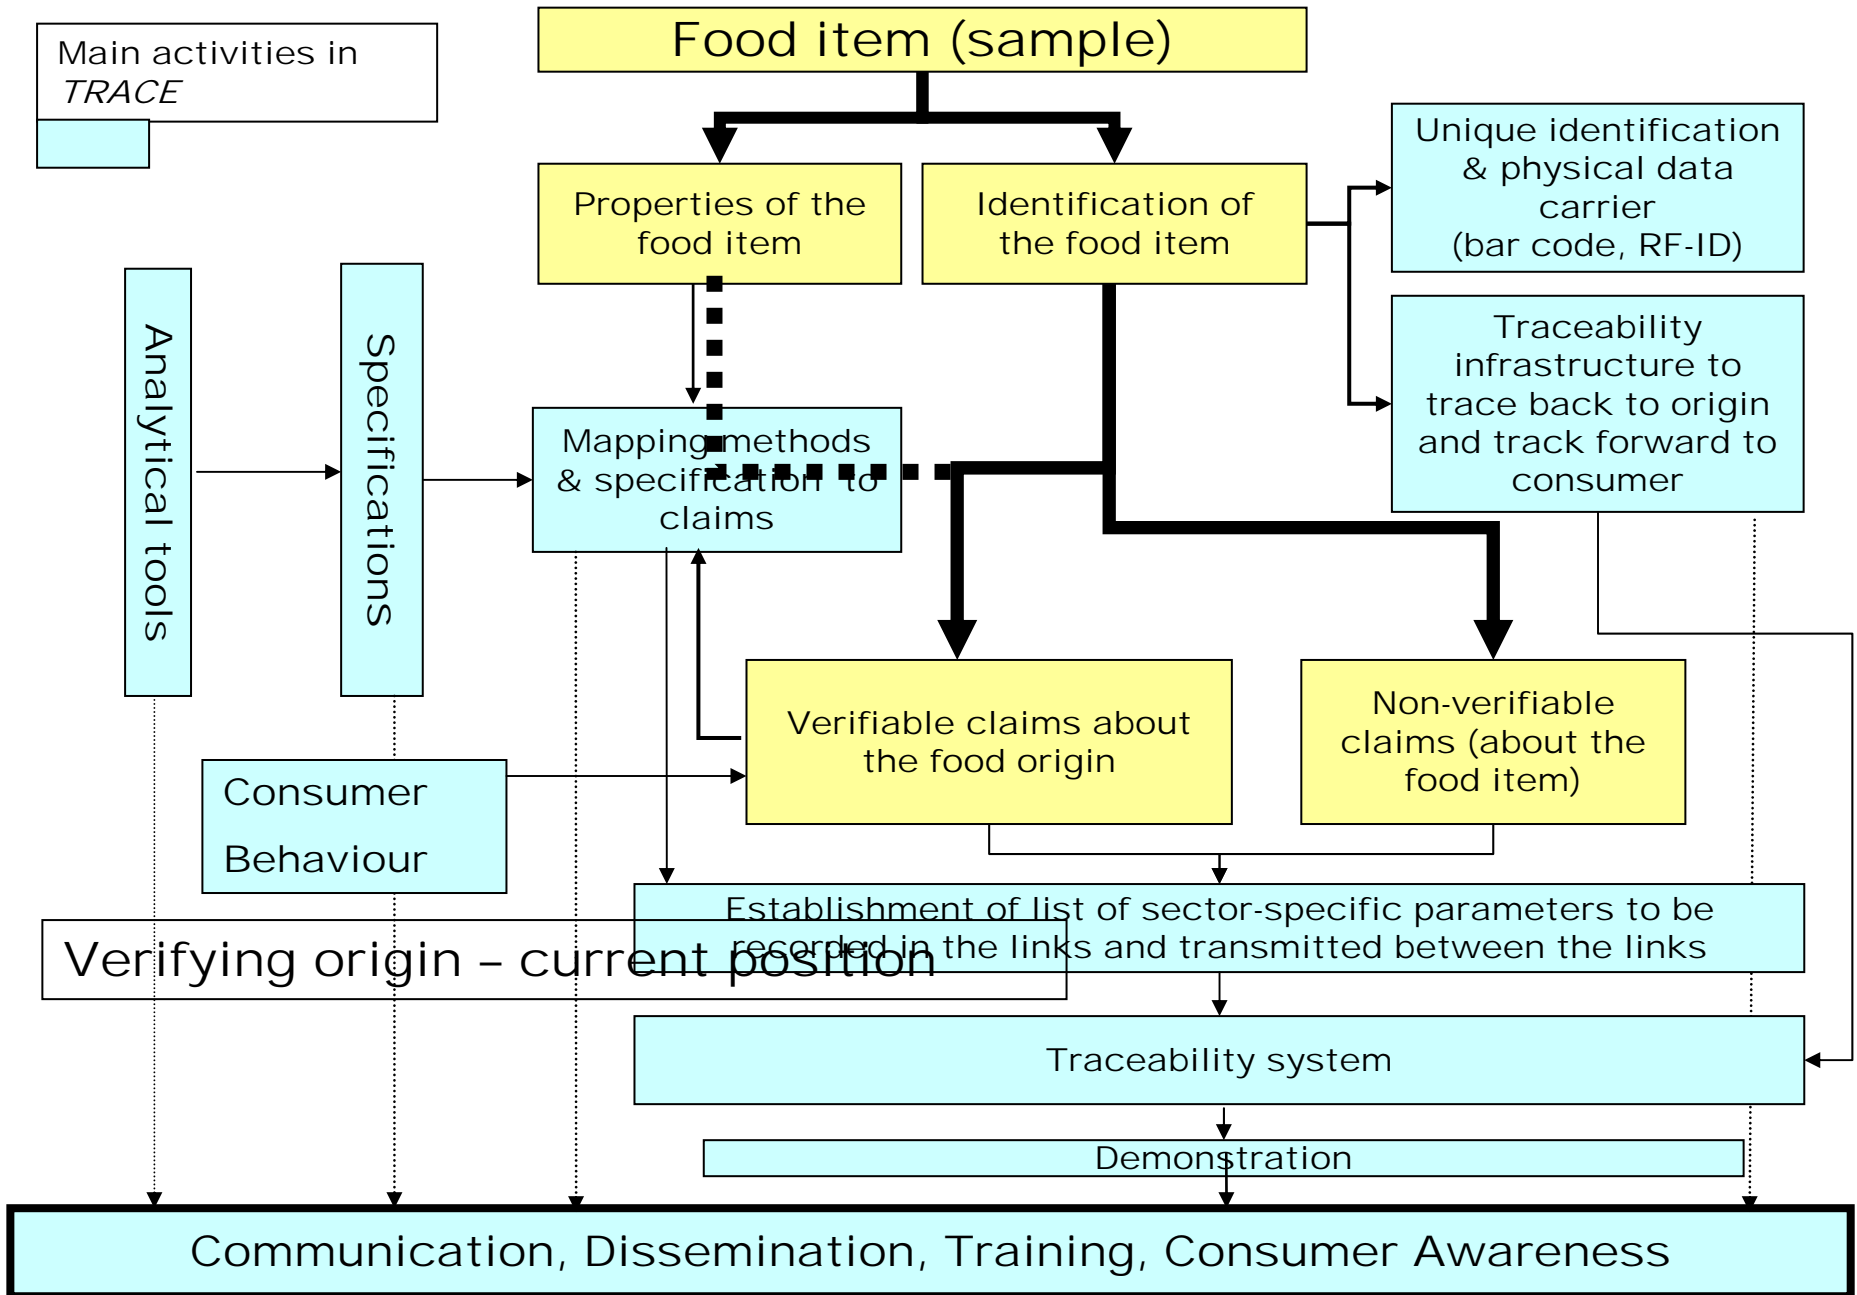 Food item (sample)
Main activities in
TRACE
Unique identification
& physical data
carrier
(bar code, RF-ID)
Properties of the
food item
Identification of
the food item
Analytical tools
Specifications
Traceability
infrastructure to
trace back to origin
and track forward to
consumer
Mapping methods
& specification to
claims
Verifiable claims about
the food origin
Non-verifiable
claims (about the
food item)
Consumer
Behaviour
Establishment of list of sector-specific parameters to be
recorded in the links and transmitted between the links
Verifying origin – current position
Traceability system
Demonstration
Communication, Dissemination, Training, Consumer Awareness